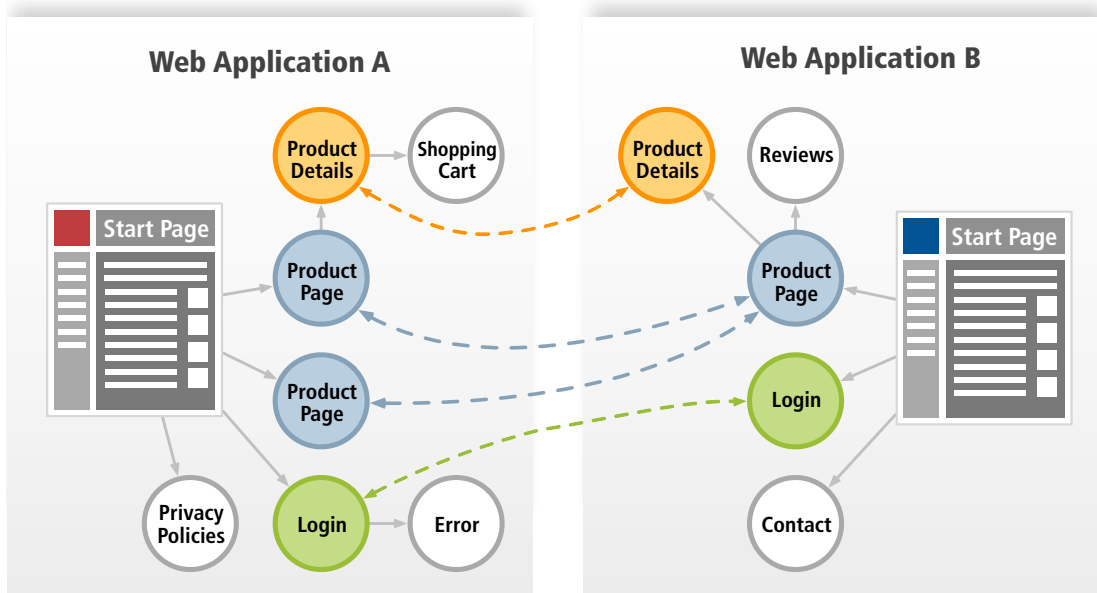 Web Application A
Product
Details
Shopping
Cart
Start Page
Product
Page
Product
Page
Privacy
Policies
Login
Error
Web Application B
Product
Details
Reviews
Product
Page
Start Page
Login
Contact